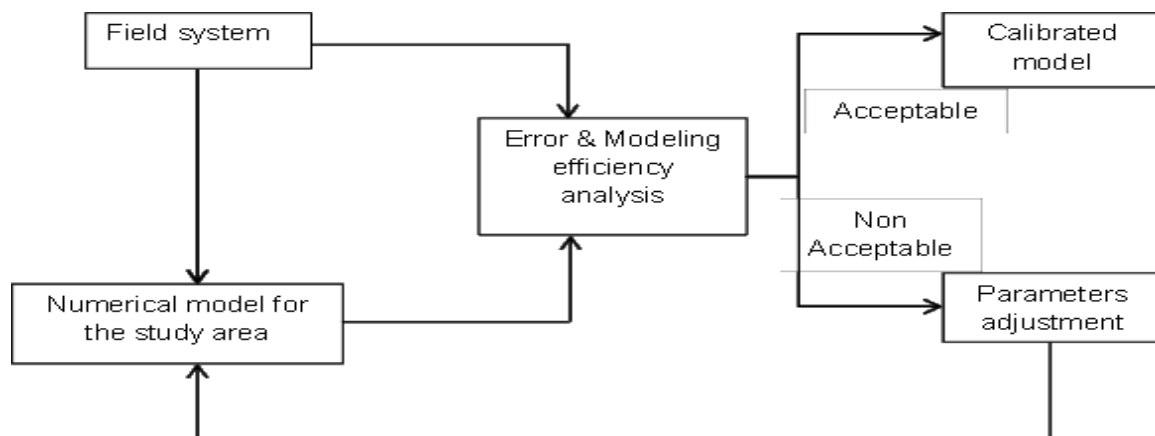 Field system
Calibrated
model
Acceptable
Error & Modeling
efficiency
analysis
Non
Acceptable
Numerical model for
the study area
Parameters
adjustment